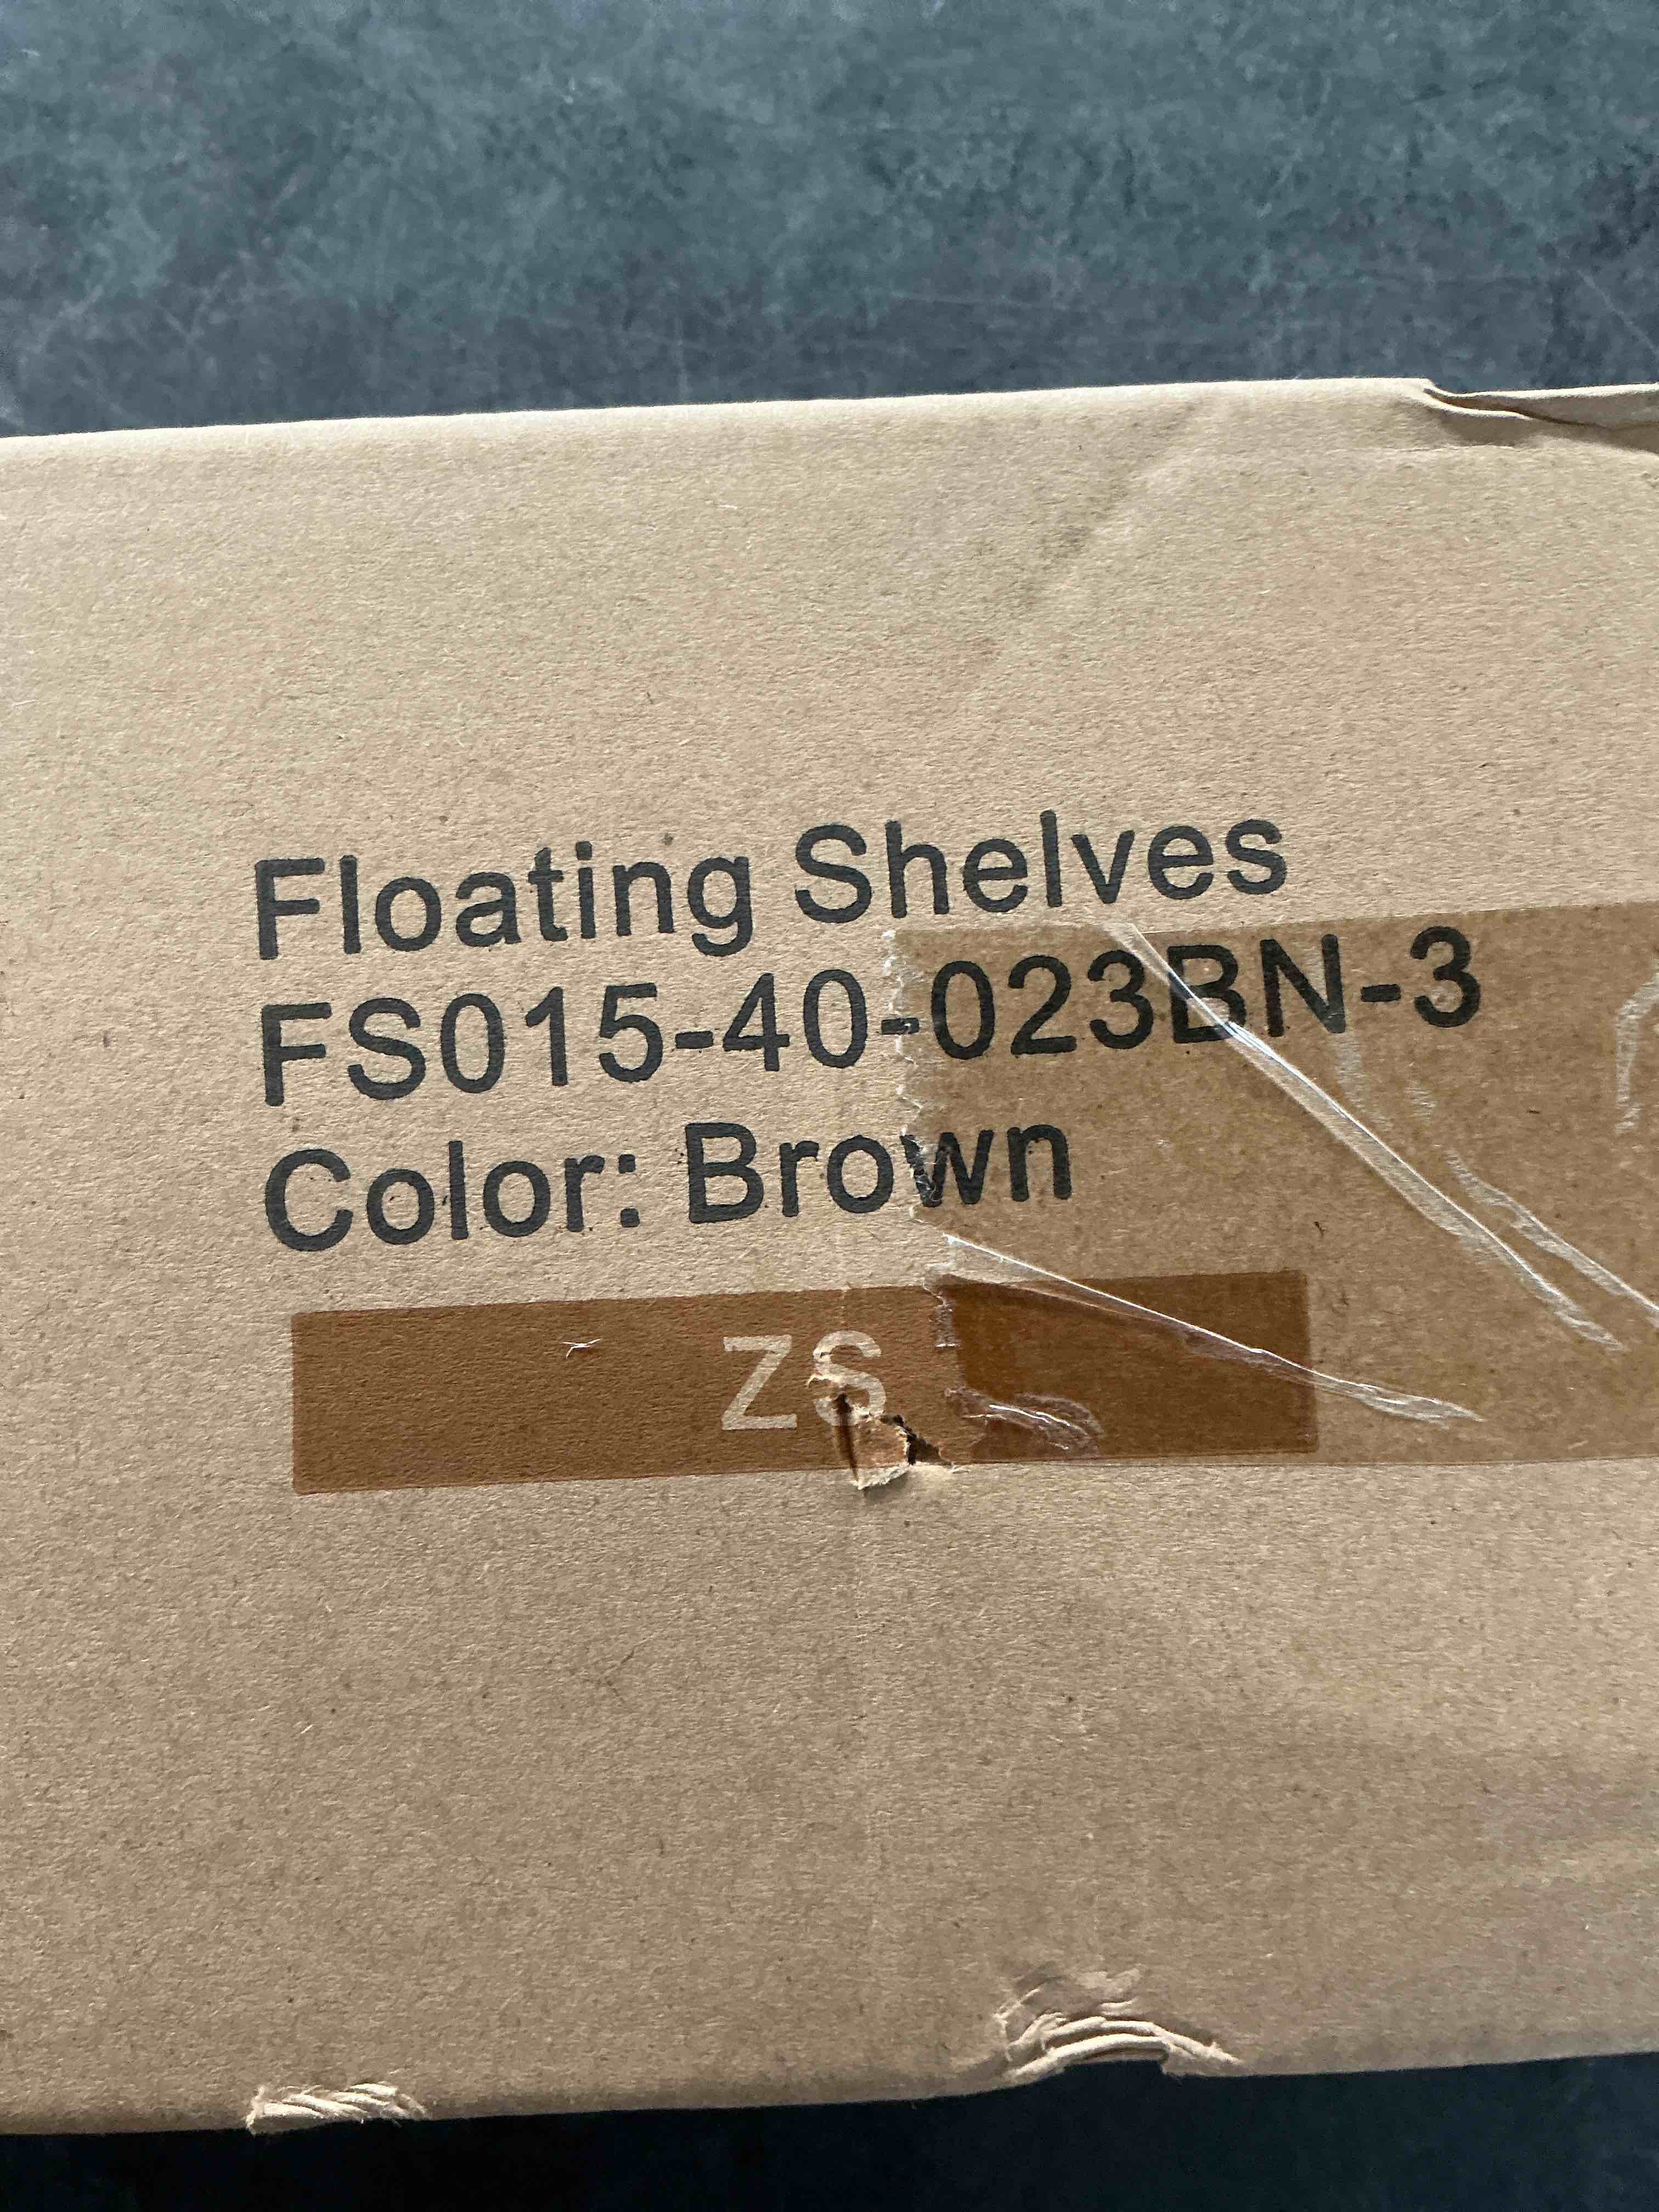 Floating Shelves
FS015-40-023BN-3
Color: Brown
ZS